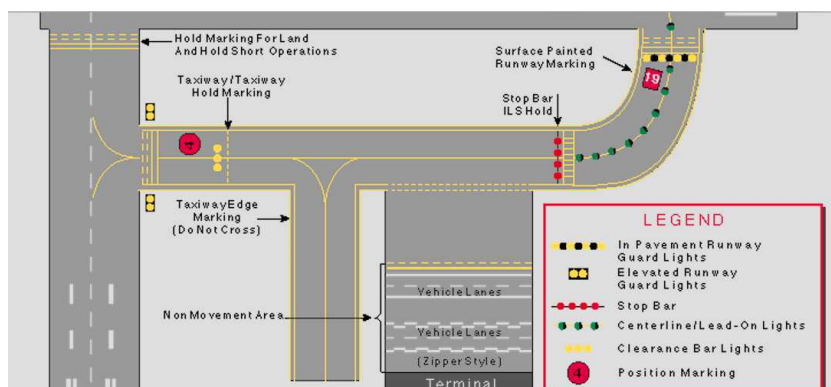 Hold Marking For Land
And Hold Short Operations
Surface Painted
Runway Marking
19
Taxiway/Taxiway
Hold Marking
Stop Bar
ILS Hold
4
Taxiway Edge
Marking
(Do Not Cross)
Non Movement Area
Vehicle Lanes
Vehicle Lanes
(Zipper Style)
Terminal
LEGEND
In Pavement Runway
Guard Lights
Elevated Runway
Guard Lights
Stop Bar
Centerline/Lead-On Lights
Clearance Bar Lights
4
Position Marking